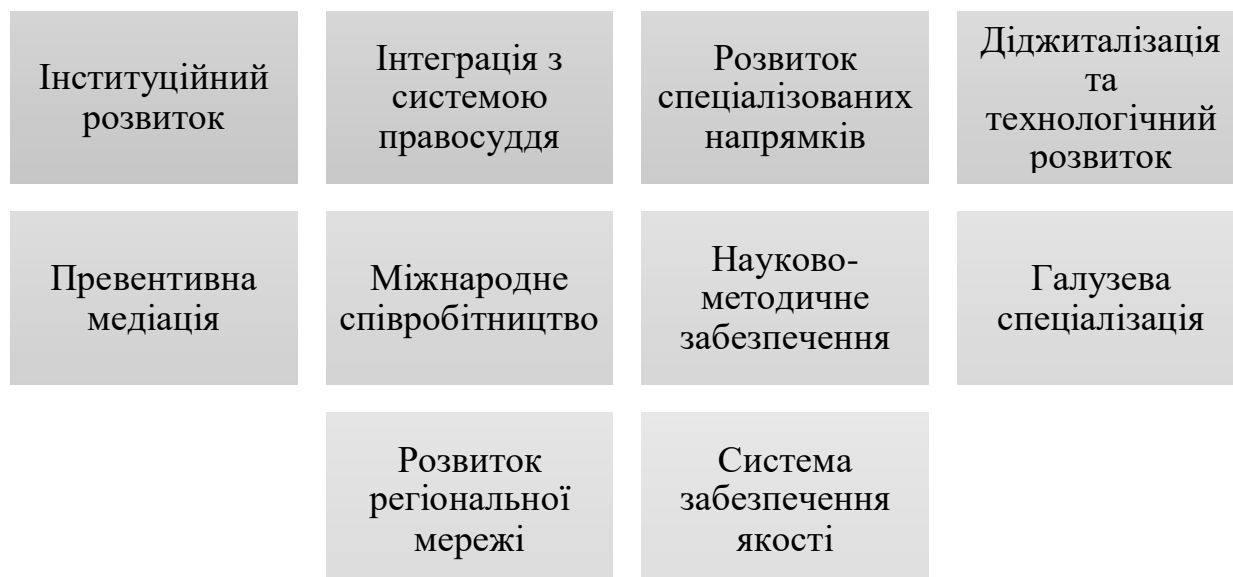 Інституційний
розвиток
Інтеграція з
системою
правосуддя
Розвиток
спеціалізованих
напрямків
Діджиталізація
та
технологічний
розвиток
Превентивна
медіація
Міжнародне
співробітництво
Науково-
методичне
забезпечення
Галузева
спеціалізація
Розвиток
регіональної
мережі
Система
забезпечення
якості